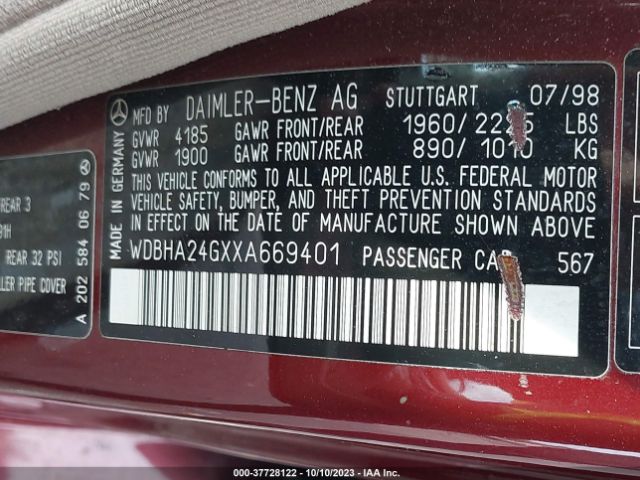 MFD BY DAIMLER-BENZ AG STUTTGART 07/98
GVWR 4185 GAWR FRONT/REAR 1960/ LBS
GVWR 1900 GAWR FRONT/REAR 890/ KG
THIS VEHICLE CONFORMS TO ALL APPLICABLE U.S. FEDERAL MOTOR
VEHICLE SAFETY, BUMPER, AND THEFT PREVENTION STANDARDS
IN EFFECT ON THE DATE OF MANUFACTURE SHOWN ABOVE
WDBHA24GXXA669401 PASSENGER 567
MADE IN GERMANY
A 202 584 06 79
REAR 3
REAR 32 PSI
PIPE COVER
000-37728122 | 10/10/2023 | IAA Inc.